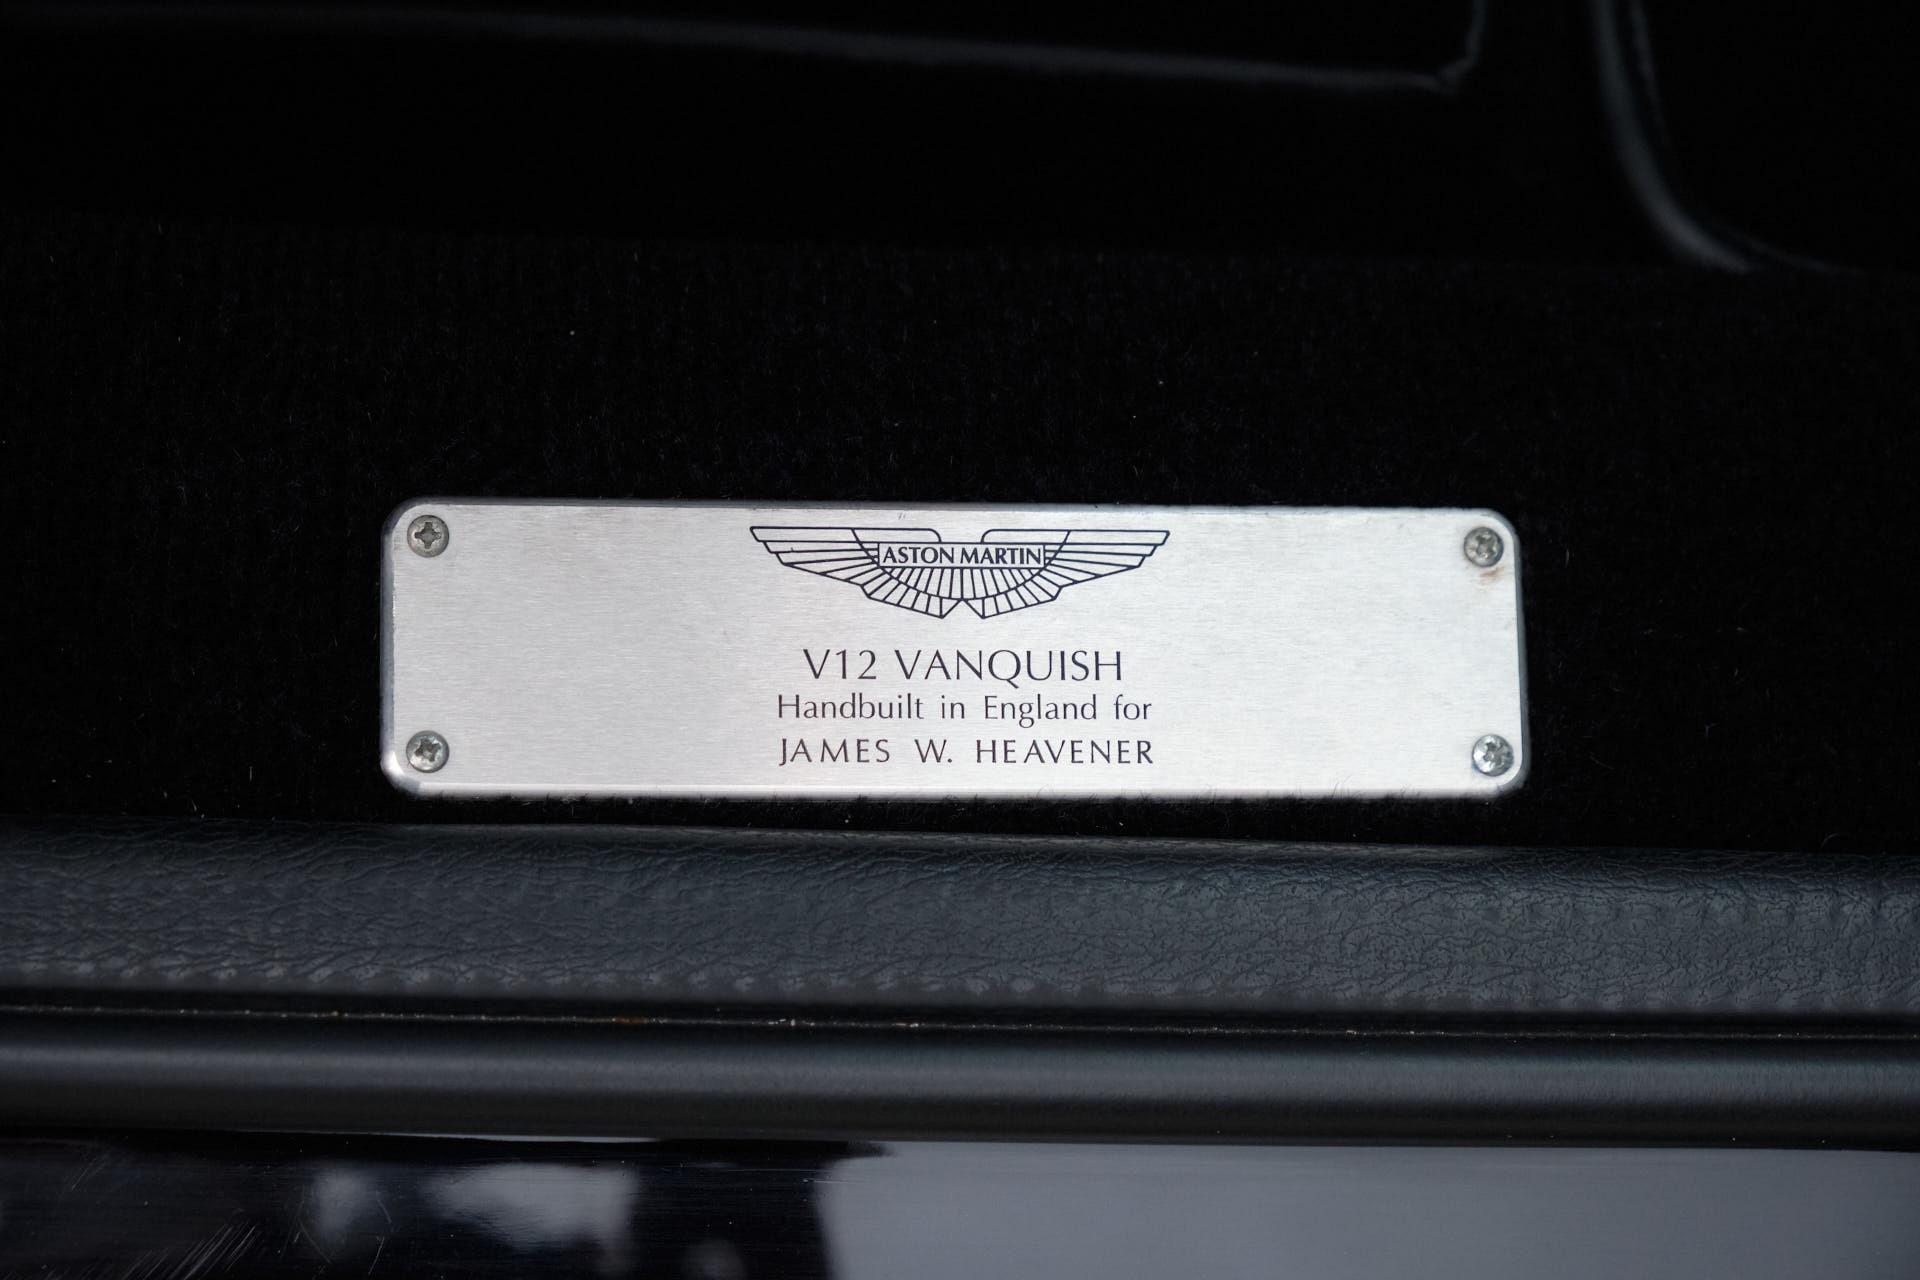 ASTON MARTIN
V12 VANQUISH
Handbuilt in England for
JAMES W. HEAVENER